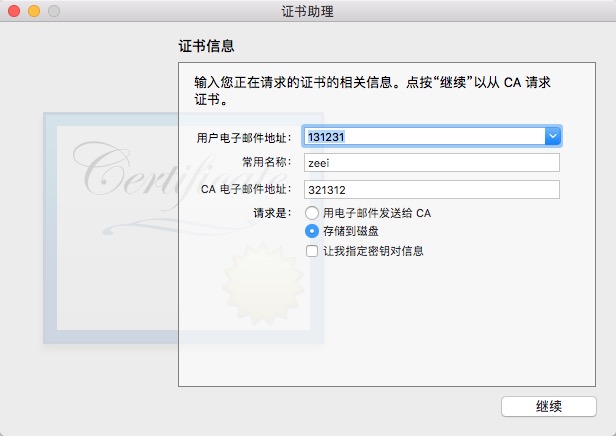 证书助理
证书信息
输入您正在请求的证书的相关信息。点按“继续”以从 CA 请求
证书。
用户电子邮件地址： 131231
常用名称： zeei
CA 电子邮件地址： 321312
请求是： 用电子邮件发送给 CA
存储到磁盘
让我指定密钥对信息
Certificate
继续